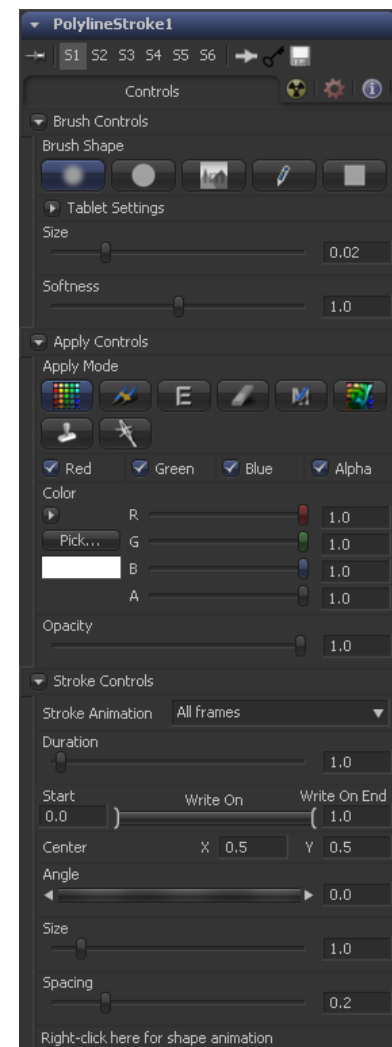 PolylineStroke1
S1 S2 S3 S4 S5 S6
Controls
Brush Controls
Brush Shape
Tablet Settings
Size
0.02
Softness
1.0
Apply Controls
Apply Mode
E M
Red Green Blue Alpha
Color
R 1.0
Pick... G 1.0
B 1.0
A 1.0
Opacity
1.0
Stroke Controls
Stroke Animation All frames
Duration
1.0
Start Write On Write On End
0.0 1.0
Center X 0.5 Y 0.5
Angle
0.0
Size
1.0
Spacing
0.2
Right-click here for shape animation